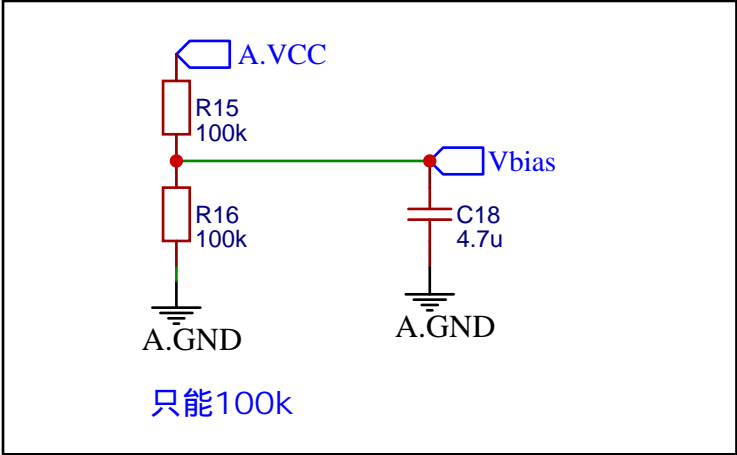 A.VCC
R15
100k
Vbias
R16
100k
C18
4.7u
A.GND
A.GND
只能100k